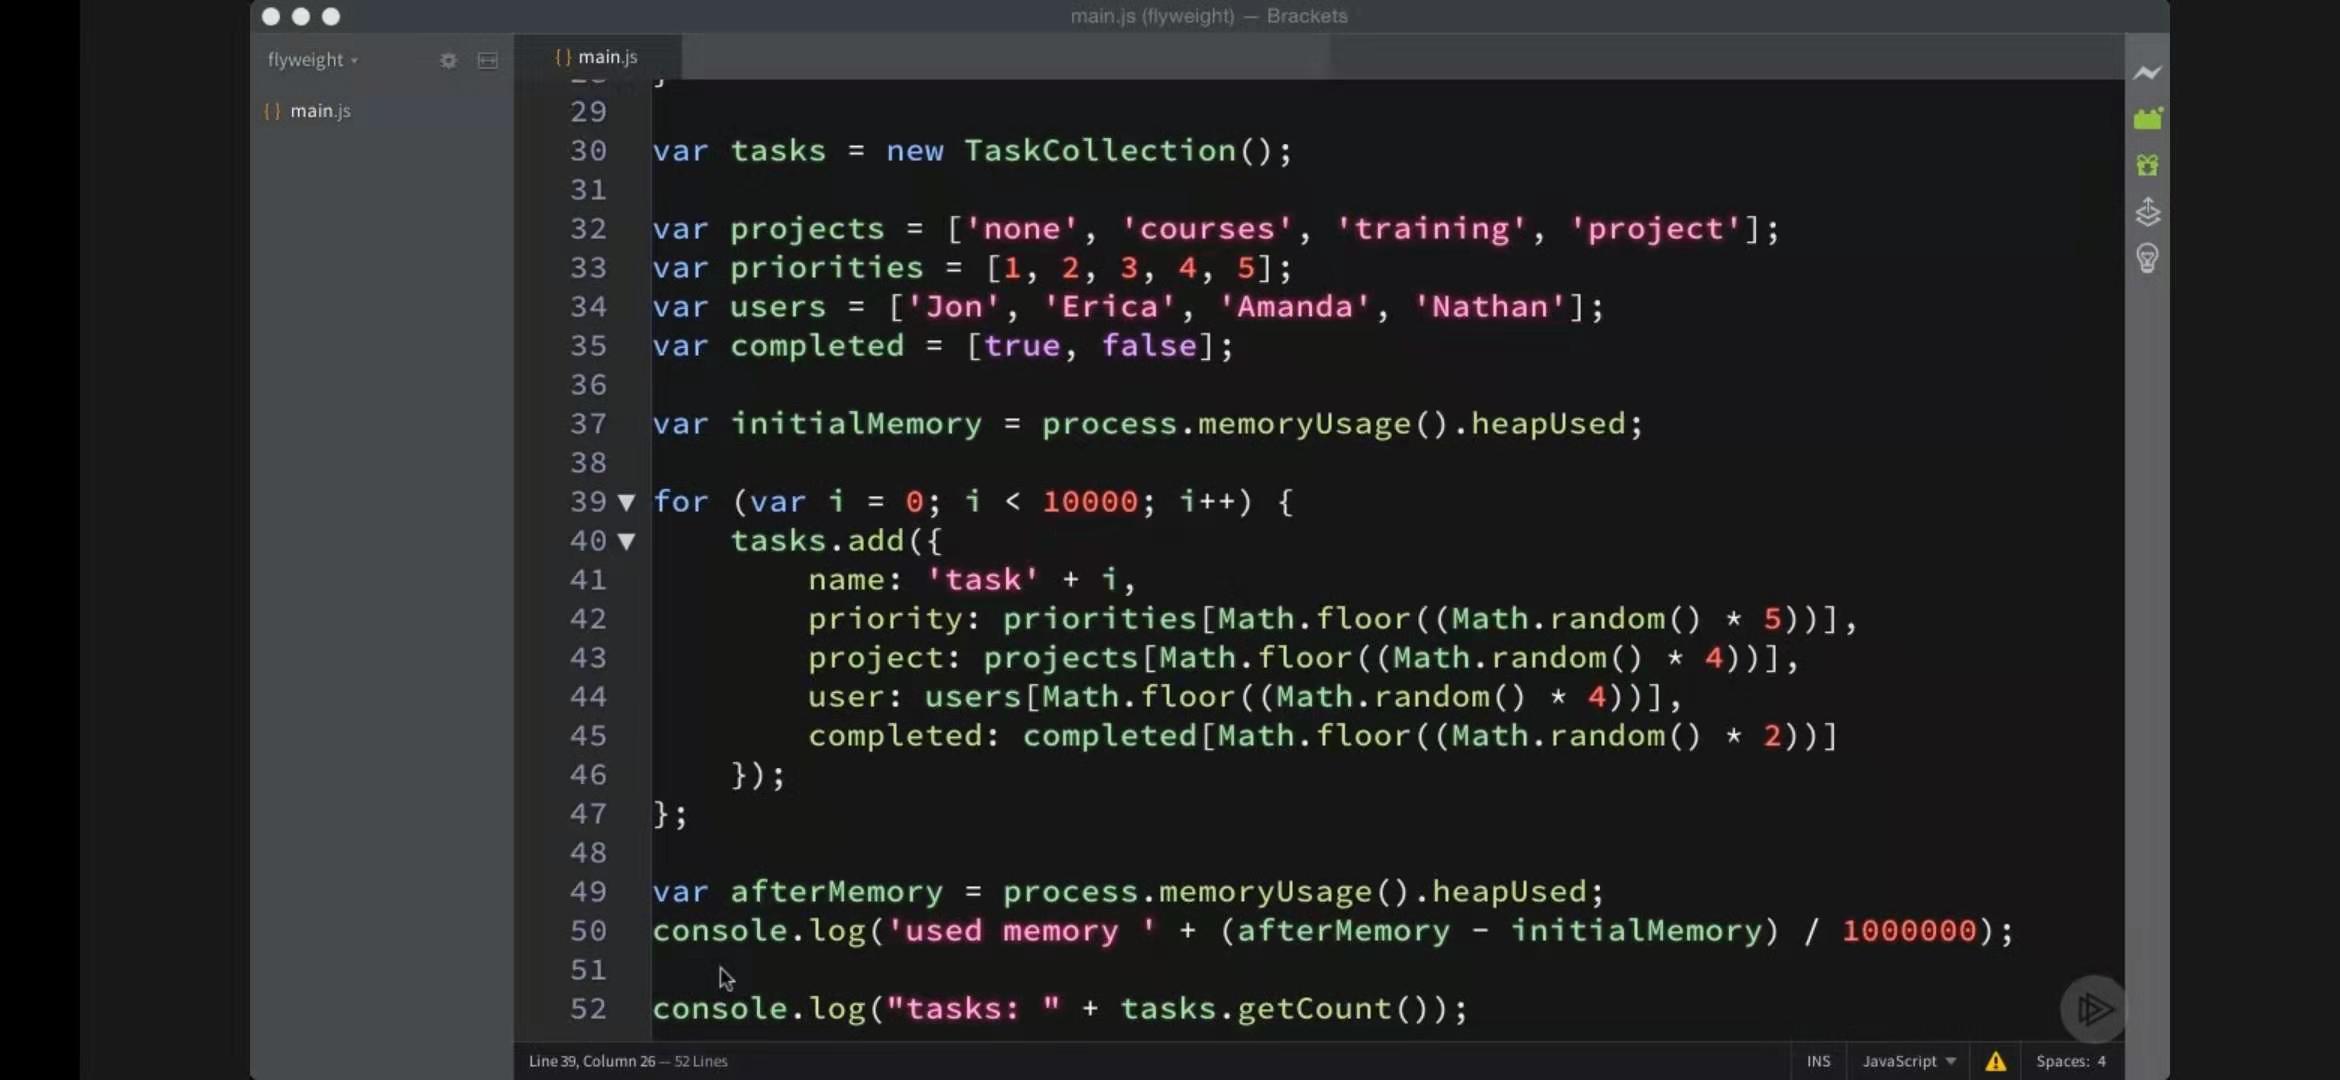 main.js (flyweight) — Brackets
flyweight
{ } main.js
{ } main.js
29
30 var tasks = new TaskCollection();
31
32 var projects = ['none', 'courses', 'training', 'project'];
33 var priorities = [1, 2, 3, 4, 5];
34 var users = ['Jon', 'Erica', 'Amanda', 'Nathan'];
35 var completed = [true, false];
36
37 var initialMemory = process.memoryUsage().heapUsed;
38
39 for (var i = 0; i < 10000; i++) {
40 tasks.add({
41 name: 'task' + i,
42 priority: priorities[Math.floor((Math.random() * 5))],
43 project: projects[Math.floor((Math.random() * 4))],
44 user: users[Math.floor((Math.random() * 4))],
45 completed: completed[Math.floor((Math.random() * 2))]
46 });
47 };
48
49 var afterMemory = process.memoryUsage().heapUsed;
50 console.log('used memory ' + (afterMemory - initialMemory) / 1000000);
51
52 console.log("tasks: " + tasks.getCount());
Line 39, Column 26 — 52 Lines
INS JavaScript Spaces: 4